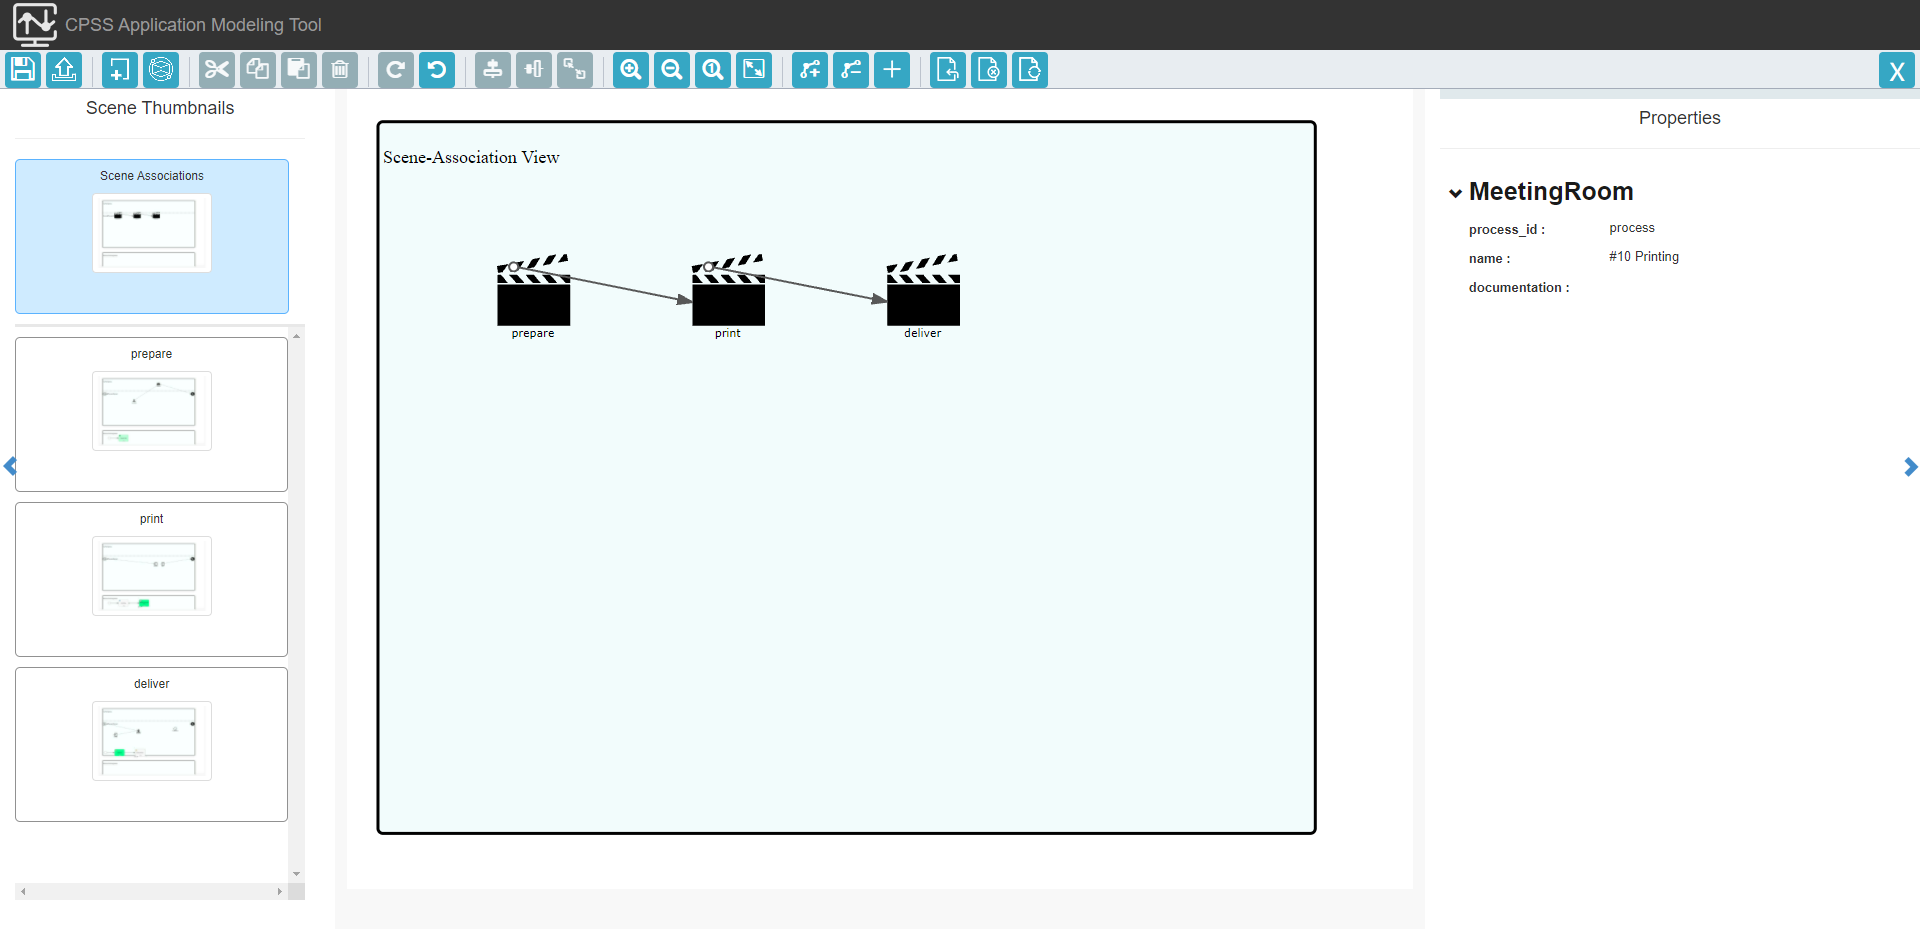 CPSS Application Modeling Tool
X
Scene Thumbnails
Scene Associations
prepare
print
deliver
Scene-Association View
prepare
print
deliver
Properties
MeetingRoom
process_id : process
name : #10 Printing
documentation :